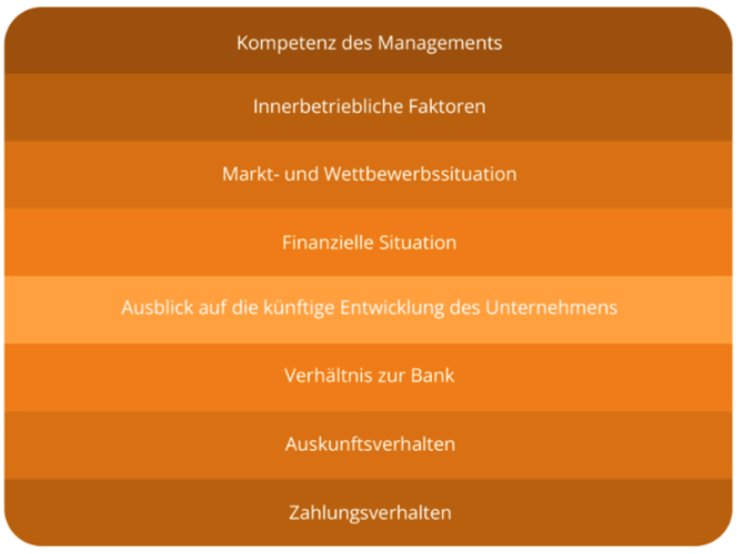 Kompetenz des Managements
Innerbetriebliche Faktoren
Markt- und Wettbewerbssituation
Finanzielle Situation
Ausblick auf die künftige Entwicklung des Unternehmens
Verhältnis zur Bank
Auskunftsverhalten
Zahlungsverhalten